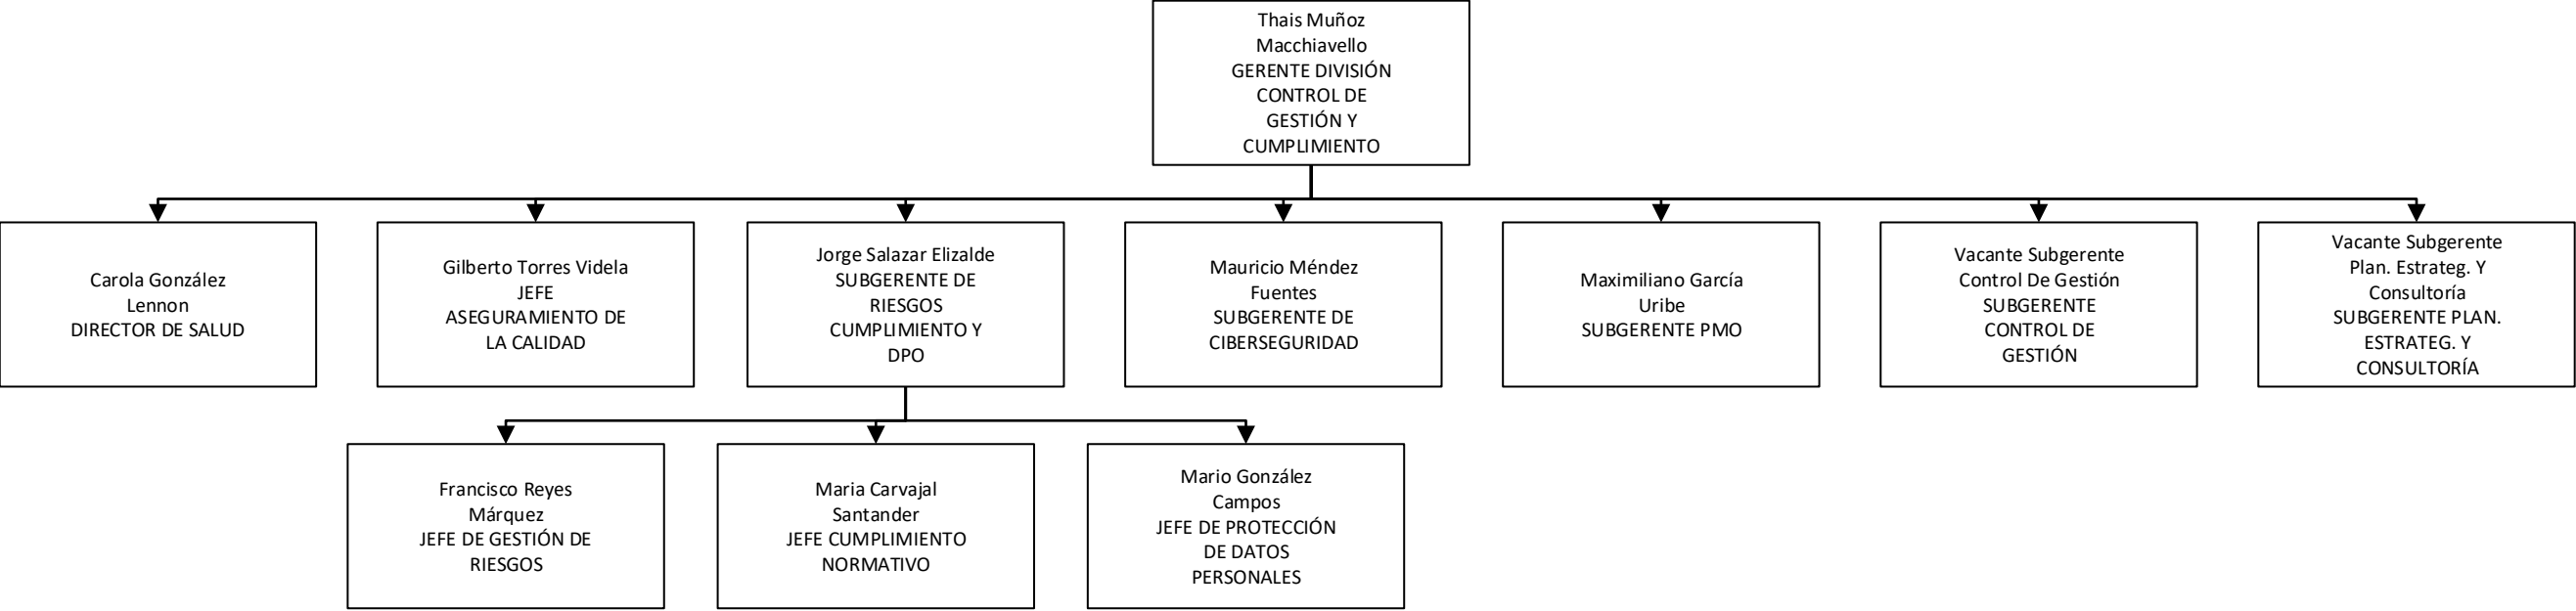 Thais Muñoz
Macchiavello
GERENTE DIVISIÓN
CONTROL DE
GESTIÓN Y
CUMPLIMIENTO
Carola González
Lennon
DIRECTOR DE SALUD
Gilberto Torres Videla
JEFE
ASEGURAMIENTO DE
LA CALIDAD
Jorge Salazar Elizalde
SUBGERENTE DE
RIESGOS
CUMPLIMIENTO Y
DPO
Mauricio Méndez
Fuentes
SUBGERENTE DE
CIBERSEGURIDAD
Maximiliano García
Uribe
SUBGERENTE PMO
Vacante Subgerente
Control De Gestión
SUBGERENTE
CONTROL DE
GESTIÓN
Vacante Subgerente
Plan. Estrateg. Y
Consultoría
SUBGERENTE PLAN.
ESTRATEG. Y
CONSULTORÍA
Francisco Reyes
Márquez
JEFE DE GESTIÓN DE
RIESGOS
Maria Carvajal
Santander
JEFE CUMPLIMIENTO
NORMATIVO
Mario González
Campos
JEFE DE PROTECCIÓN
DE DATOS
PERSONALES